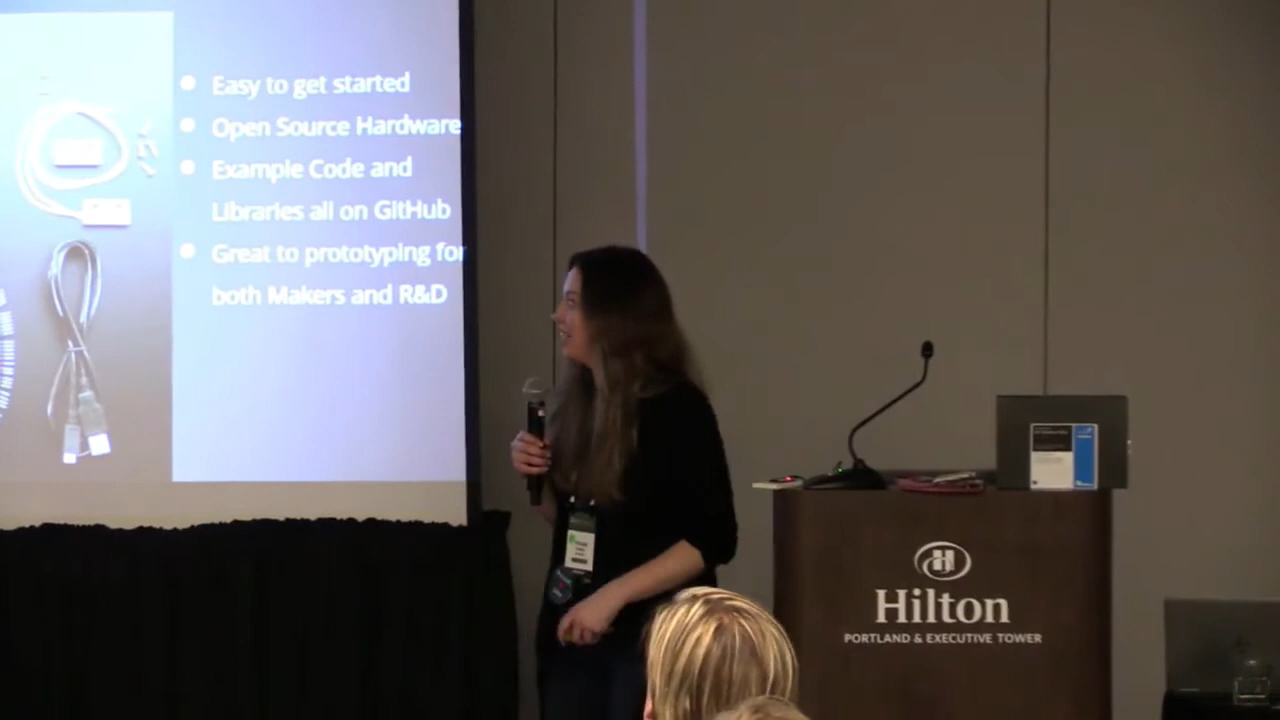 Easy to get started
Open Source Hardware
Example Code and
Libraries all on GitHub
Great to prototyping for
both Makers and R&D
Hilton
PORTLAND & EXECUTIVE TOWER